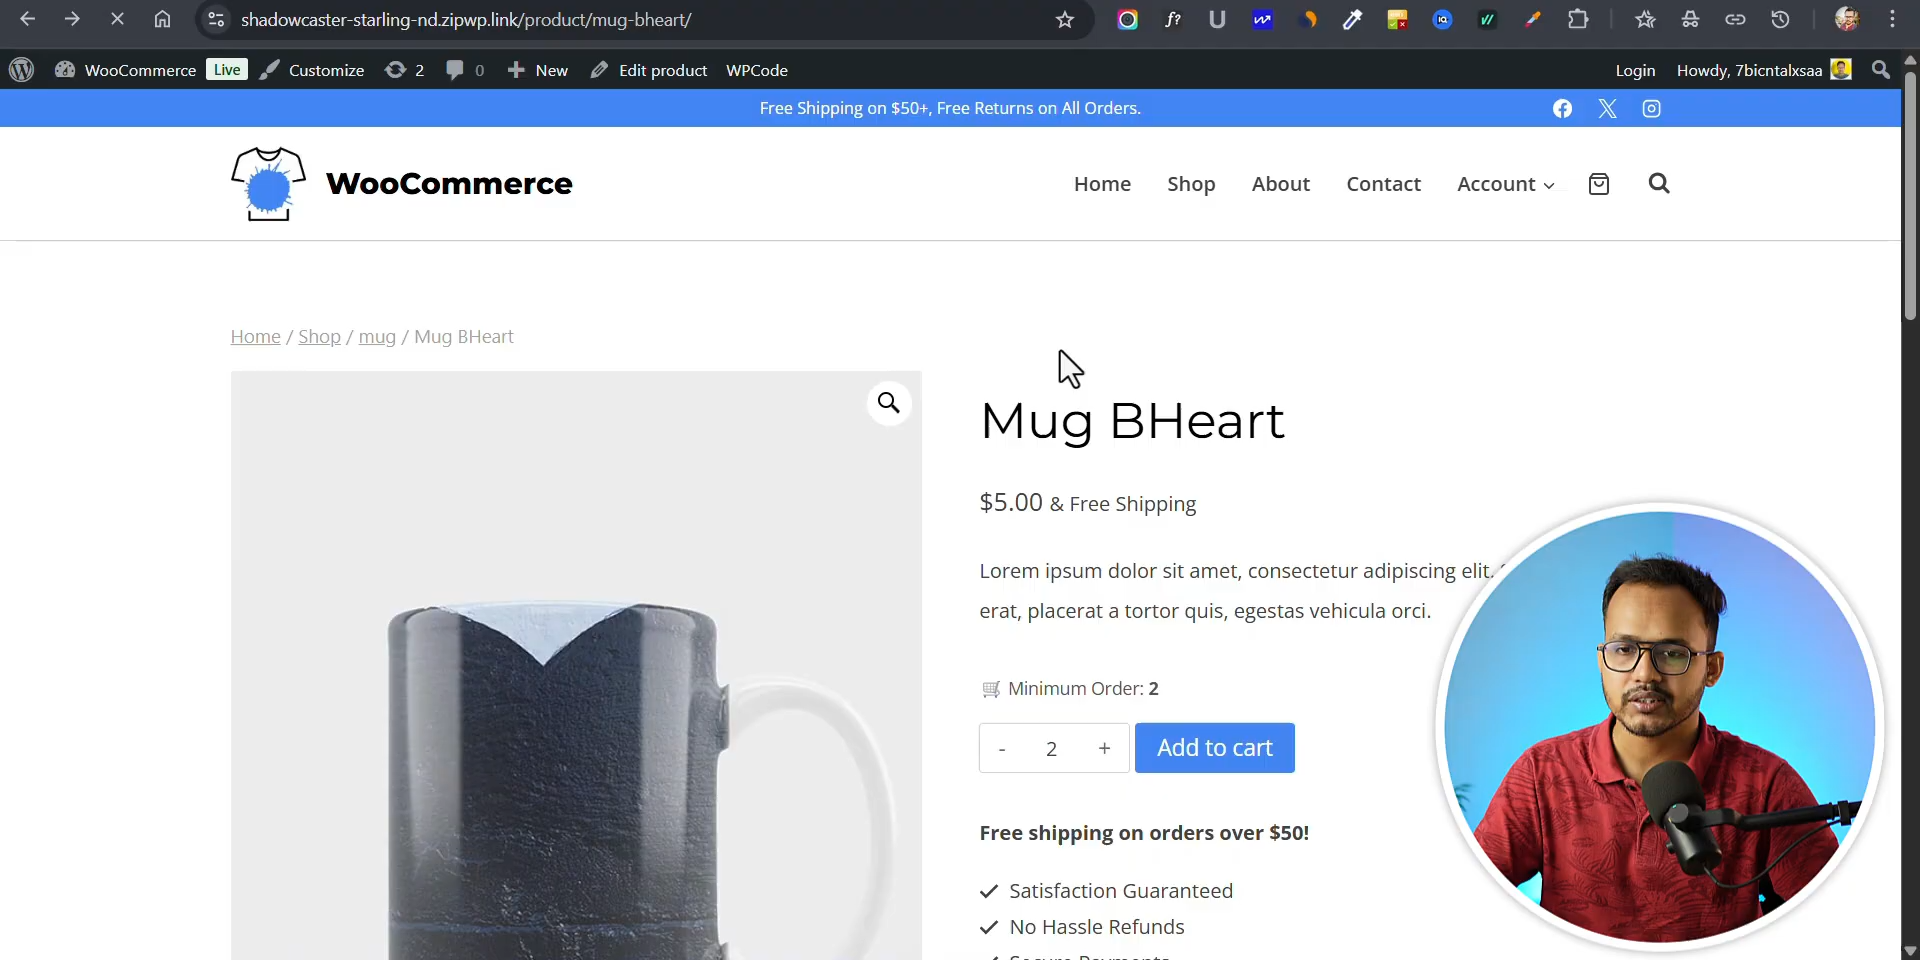 shadowcaster-starling-nd.zipwp.link/product/mug-bheart/
WooCommerce Live Customize 2 0 New Edit product WPCode Login Howdy, 7bicntalxsaa
Free Shipping on $50+, Free Returns on All Orders.
WooCommerce Home Shop About Contact Account
Home / Shop / mug / Mug BHeart
Mug BHeart
$5.00 & Free Shipping
Lorem ipsum dolor sit amet, consectetur adipiscing elit.
erat, placerat a tortor quis, egestas vehicula orci.
Minimum Order: 2
- 2 + Add to cart
Free shipping on orders over $50!
Satisfaction Guaranteed
No Hassle Refunds
Secure Payments